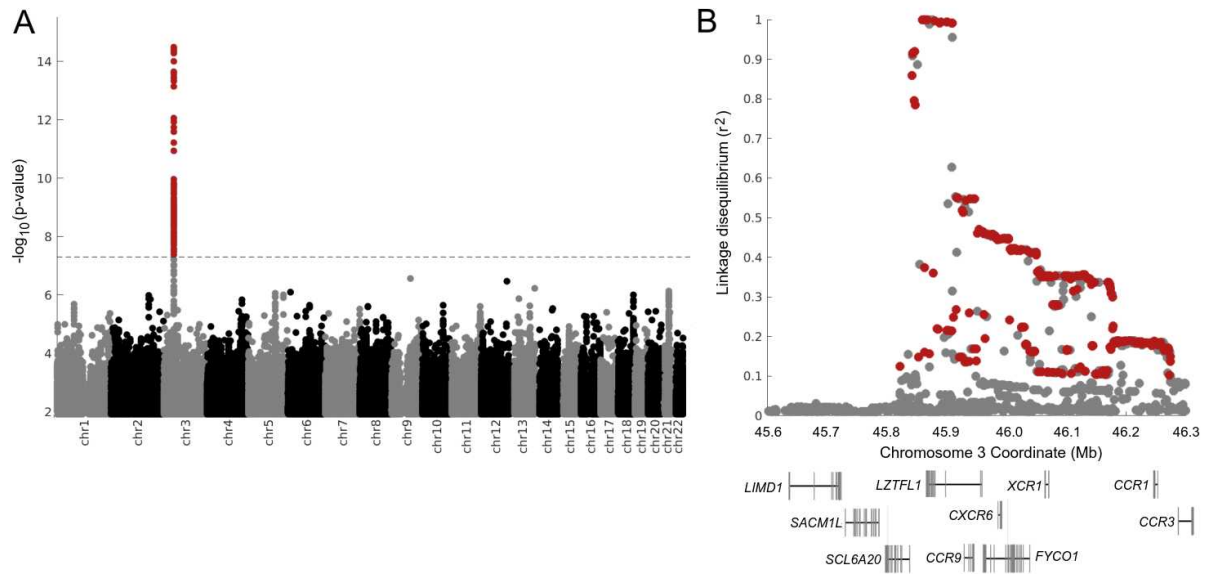 A
14
12
10
8
6
4
2
-log10(p-value)
chr1
chr2
chr3
chr4
chr5
chr6
chr7
chr8
chr9
chr10
chr11
chr12
chr13
chr14
chr15
chr16
chr17
chr18
chr19
chr20
chr21
chr22
B
1
0.9
0.8
0.7
0.6
0.5
0.4
0.3
0.2
0.1
0
Linkage disequilibrium (r2)
45.6 45.7 45.8 45.9 46.0 46.1 46.2 46.3
Chromosome 3 Coordinate (Mb)
LIMD1 LZTFL1 XCR1 CCR1
SACM1L CXCR6 CCR3
SCL6A20 CCR9 FYCO1